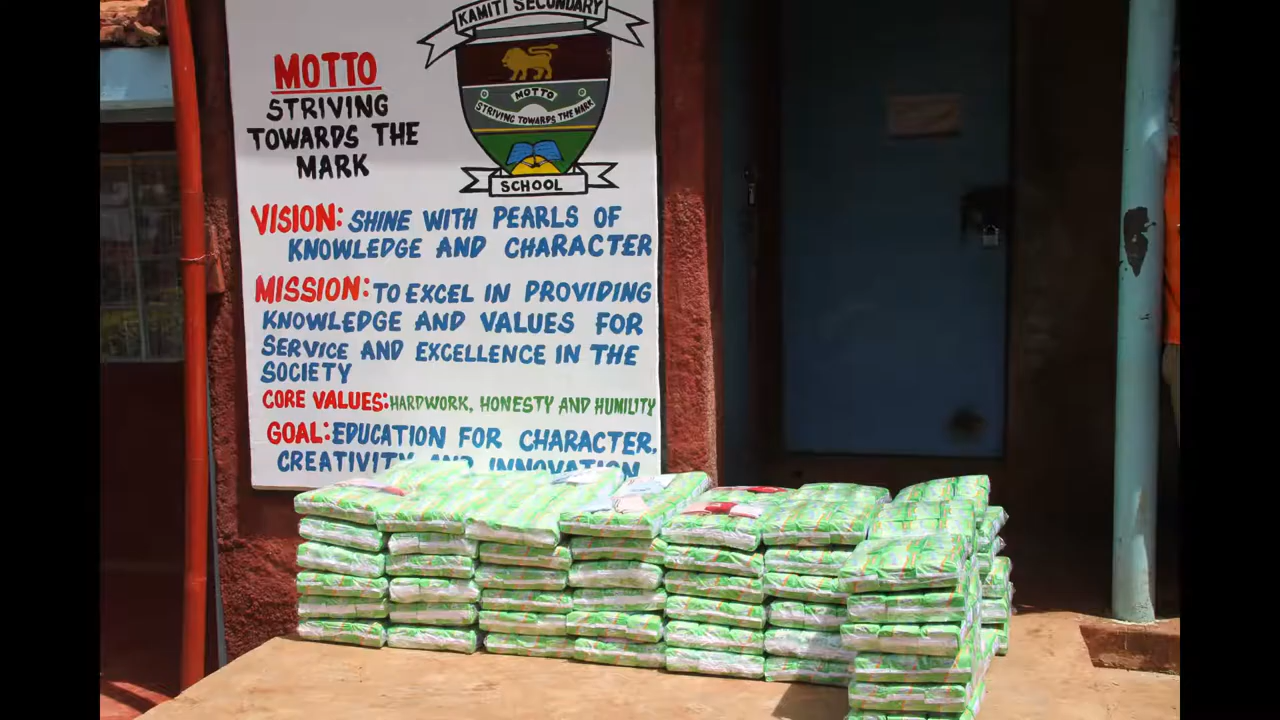 KAMITI SECONDARY
MOTTO
STRIVING
TOWARDS THE
MARK
MOTTO
STRIVING TOWARDS THE MARK
SCHOOL
VISION: SHINE WITH PEARLS OF
KNOWLEDGE AND CHARACTER
MISSION: TO EXCEL IN PROVIDING
KNOWLEDGE AND VALUES FOR
SERVICE AND EXCELLENCE IN THE
SOCIETY
CORE VALUES: HARDWORK, HONESTY AND HUMILITY
GOAL: EDUCATION FOR CHARACTER,
CREATIVITY AND INNOVATION